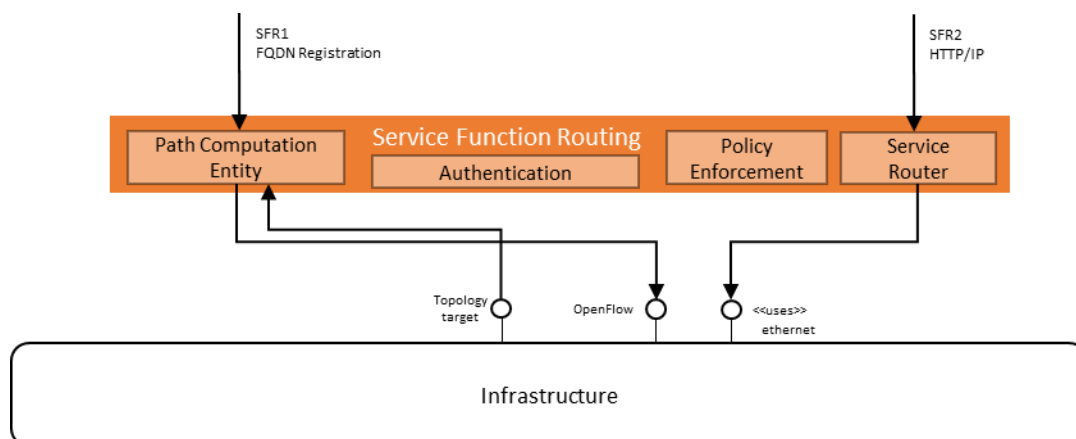 SFR1
FQDN Registration
SFR2
HTTP/IP
Service Function Routing
Path Computation
Entity
Authentication
Policy
Enforcement
Service
Router
Topology
target
OpenFlow
<<uses>>
ethernet
Infrastructure